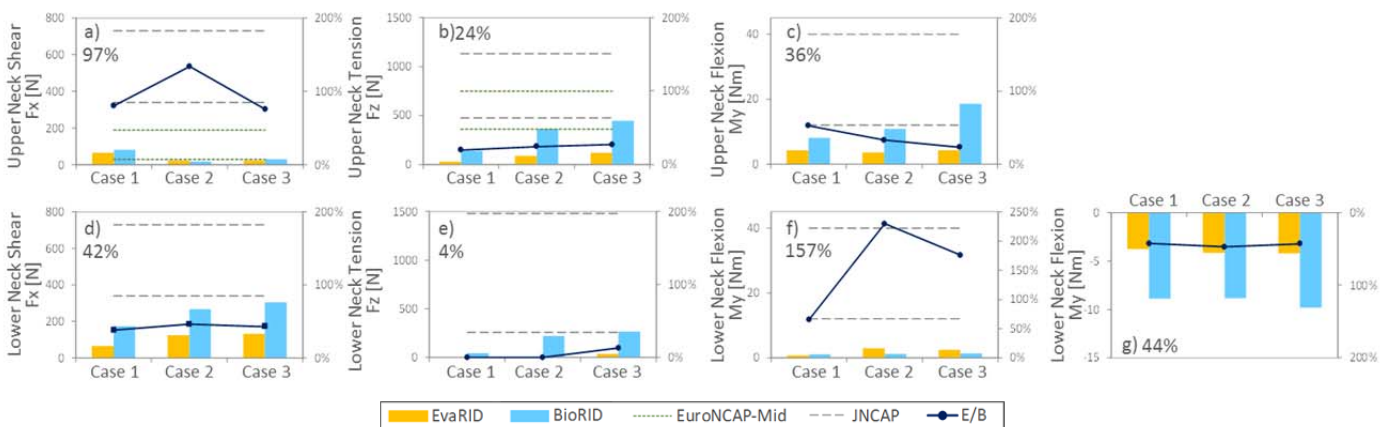 Upper Neck Shear
Fx [N]
800
600
400
200
0
a)
97%
200%
100%
0%
Case 1
Case 2
Case 3
Upper Neck Tension
Fz [N]
1500
1000
500
0
b) 24%
200%
100%
0%
Case 1
Case 2
Case 3
Upper Neck Flexion
My [Nm]
40
20
0
c)
36%
200%
100%
0%
Case 1
Case 2
Case 3
Lower Neck Shear
Fx [N]
800
600
400
200
0
d)
42%
200%
100%
0%
Case 1
Case 2
Case 3
Lower Neck Tension
Fz [N]
1500
1000
500
0
e)
4%
200%
100%
0%
Case 1
Case 2
Case 3
Lower Neck Flexion
My [Nm]
40
20
0
f)
157%
250%
200%
150%
100%
50%
0%
Case 1
Case 2
Case 3
Lower Neck Flexion
My [Nm]
Case 1
Case 2
Case 3
0
-5
-10
-15
0%
100%
200%
g) 44%
EvaRID
BioRID
EuroNCAP-Mid
JNCAP
E/B